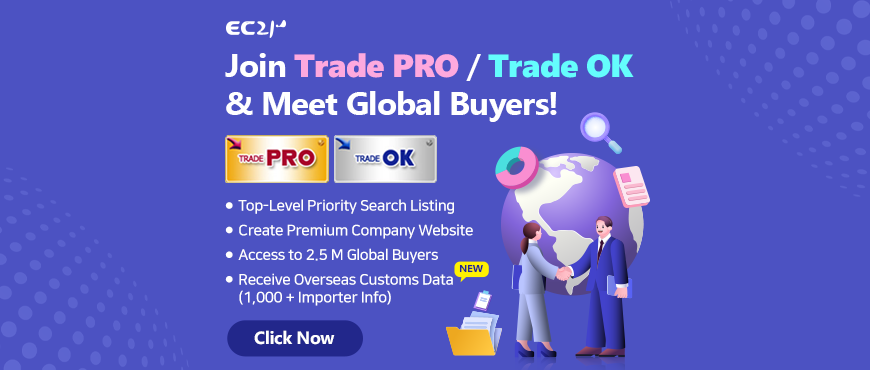 EC21
Join Trade PRO / Trade OK
& Meet Global Buyers!
TRADE PRO
TRADE OK
• Top-Level Priority Search Listing
• Create Premium Company Website
• Access to 2.5 M Global Buyers
NEW
• Receive Overseas Customs Data
(1,000 + Importer Info)
Click Now